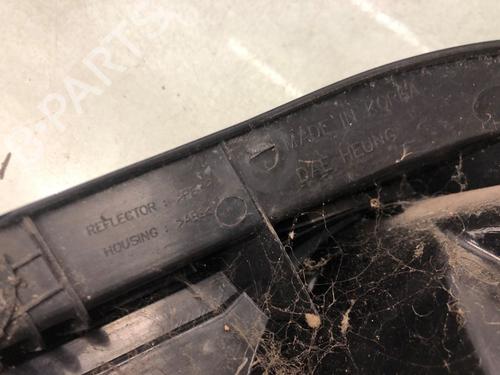 B-PARTS
MADE IN KOREA
DAE HEUNG
REFLECTOR :
HOUSING :